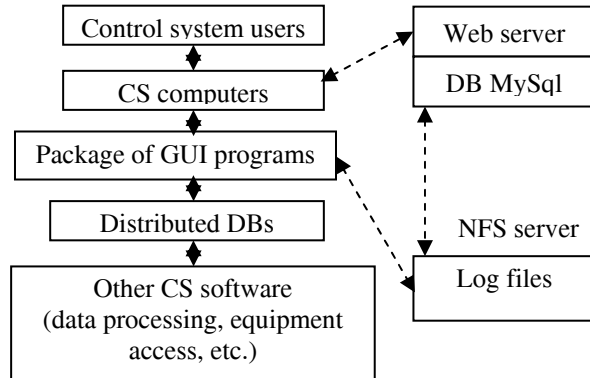 Control system users
CS computers
Package of GUI programs
Distributed DBs
Other CS software
(data processing, equipment
access, etc.)
Web server
DB MySql
NFS server
Log files